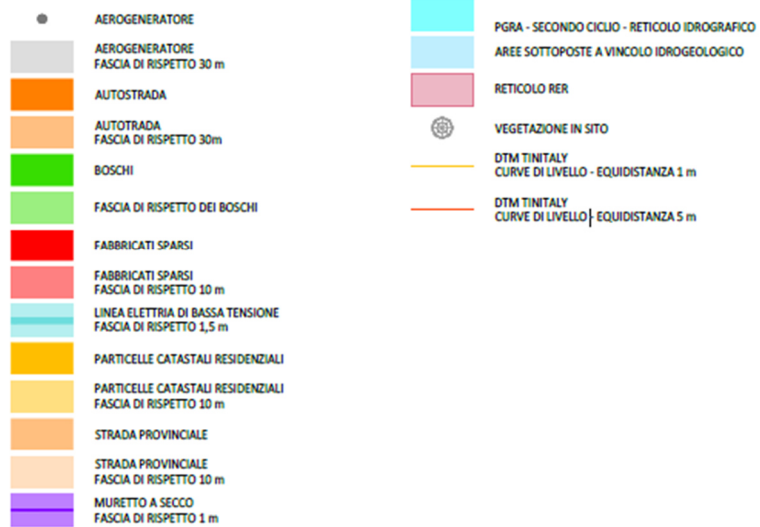 AEROGENERATORE
AEROGENERATORE
FASCIA DI RISPETTO 30 m
AUTOSTRADA
AUTOTRADA
FASCIA DI RISPETTO 30m
BOSCHI
FASCIA DI RISPETTO DEI BOSCHI
FABBRICATI SPARSI
FABBRICATI SPARSI
FASCIA DI RISPETTO 10 m
LINEA ELETTRIA DI BASSA TENSIONE
FASCIA DI RISPETTO 1,5 m
PARTICELLE CATASTALI RESIDENZIALI
PARTICELLE CATASTALI RESIDENZIALI
FASCIA DI RISPETTO 10 m
STRADA PROVINCIALE
STRADA PROVINCIALE
FASCIA DI RISPETTO 10 m
MURETTO A SECCO
FASCIA DI RISPETTO 1 m
PGRA - SECONDO CICLO - RETICOLO IDROGRAFICO
AREE SOTTOPOSTE A VINCOLO IDROGEOLOGICO
RETICOLO RER
VEGETAZIONE IN SITO
DTM TINITALY
CURVE DI LIVELLO - EQUIDISTANZA 1 m
DTM TINITALY
CURVE DI LIVELLO - EQUIDISTANZA 5 m